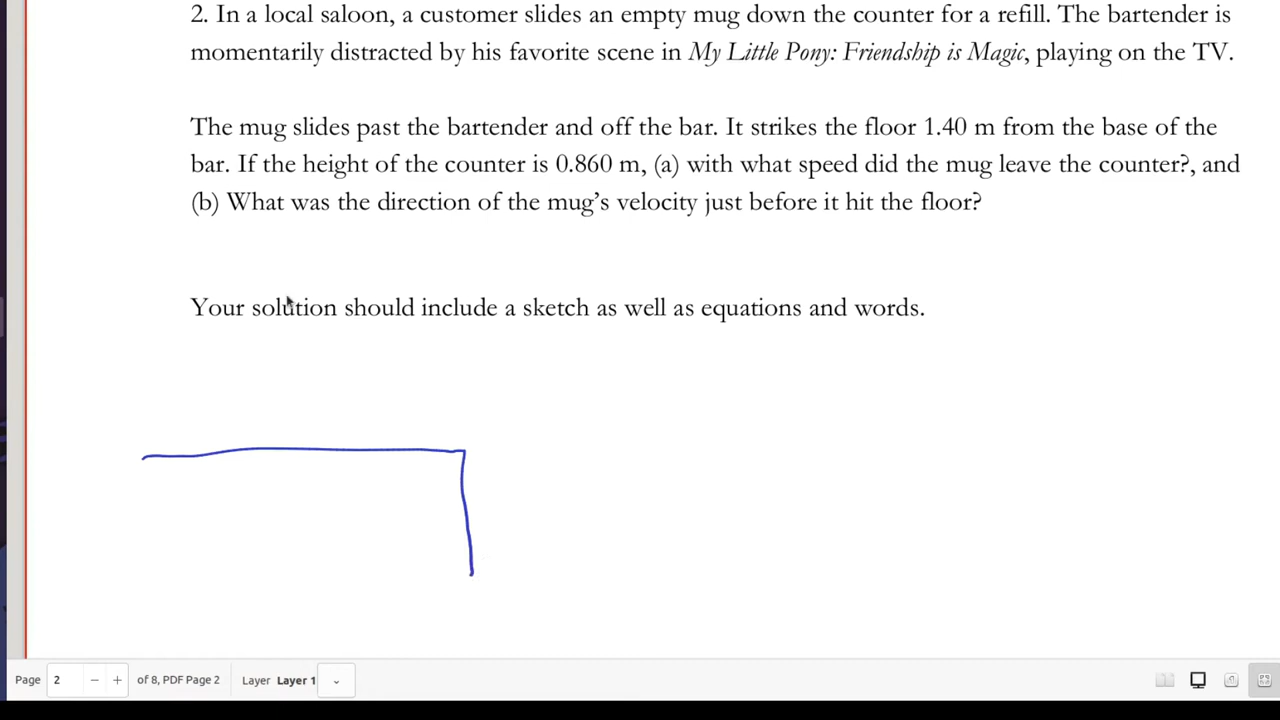 2. In a local saloon, a customer slides an empty mug down the counter for a refill. The bartender is
momentarily distracted by his favorite scene in My Little Pony: Friendship is Magic, playing on the TV.
The mug slides past the bartender and off the bar. It strikes the floor 1.40 m from the base of the
bar. If the height of the counter is 0.860 m, (a) with what speed did the mug leave the counter?, and
(b) What was the direction of the mug's velocity just before it hit the floor?
Your solution should include a sketch as well as equations and words.
Page 2 − + of 8, PDF Page 2 Layer Layer 1